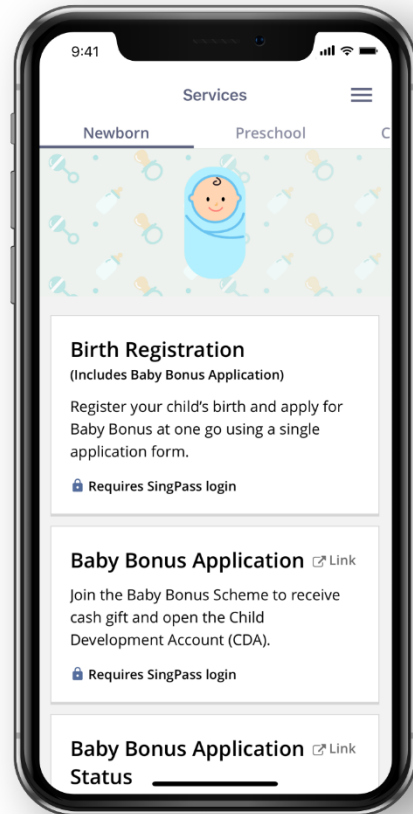 9:41
Services
Newborn Preschool C
Birth Registration
(Includes Baby Bonus Application)
Register your child’s birth and apply for
Baby Bonus at one go using a single
application form.
Requires SingPass login
Baby Bonus Application Link
Join the Baby Bonus Scheme to receive
cash gift and open the Child
Development Account (CDA).
Requires SingPass login
Baby Bonus Application Link
Status